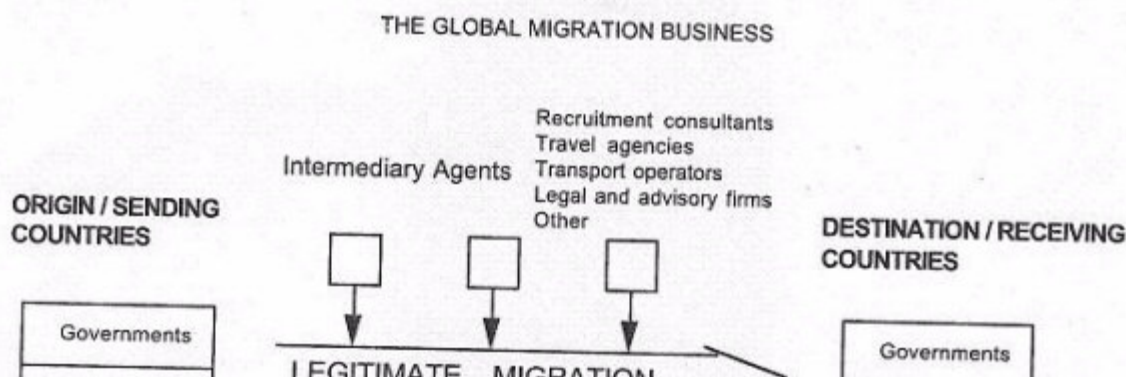 THE GLOBAL MIGRATION BUSINESS
Intermediary Agents
Recruitment consultants
Travel agencies
Transport operators
Legal and advisory firms
Other
ORIGIN / SENDING
COUNTRIES
DESTINATION / RECEIVING
COUNTRIES
Governments
Governments
LEGITIMATE MIGRATION